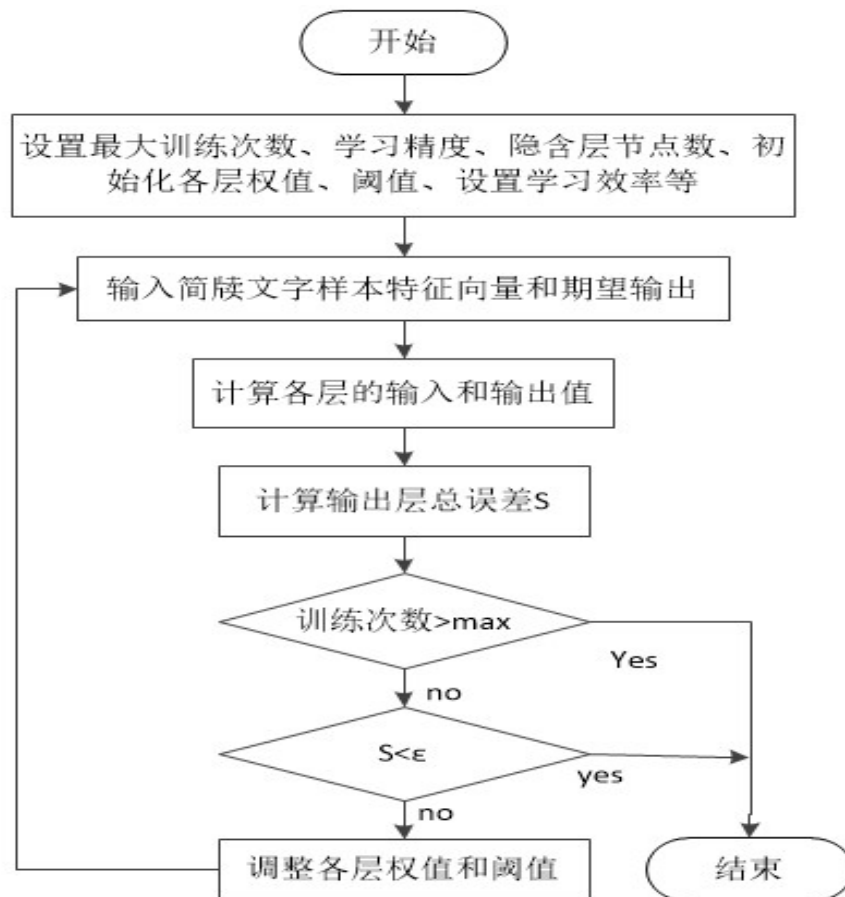 开始
设置最大训练次数、学习精度、隐含层节点数、初
始化各层权值、阈值、设置学习效率等
输入简牍文字样本特征向量和期望输出
计算各层的输入和输出值
计算输出层总误差S
训练次数>max
Yes
no
S<ε
yes
no
调整各层权值和阈值
结束